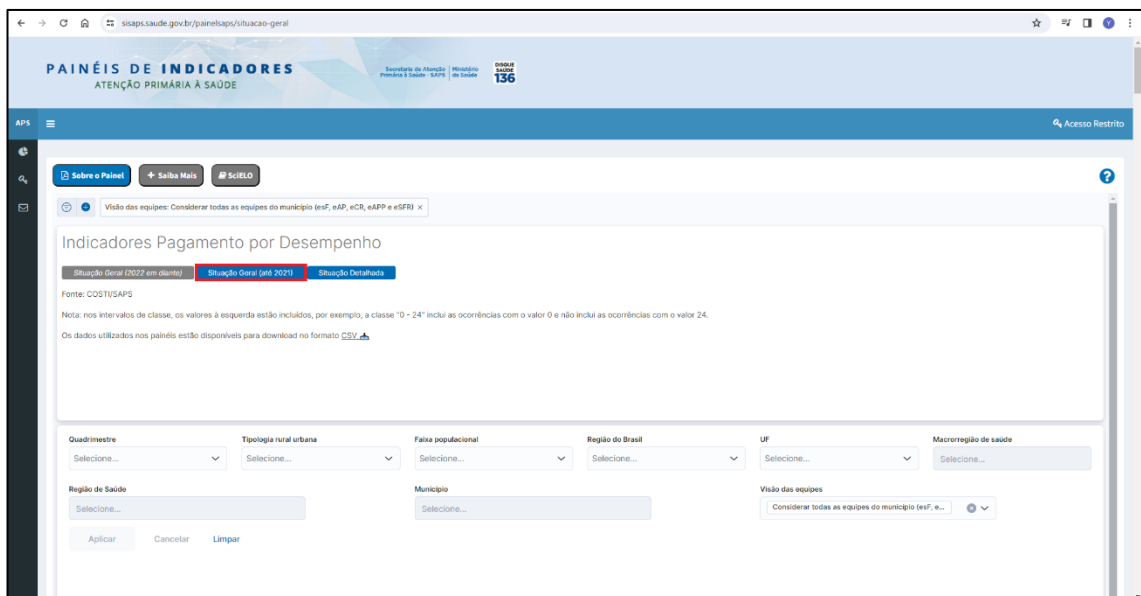 sisaps.saude.gov.br/painelsaps/situacao-geral
Y
PAINÉIS DE INDICADORES
ATENÇÃO PRIMÁRIA À SAÚDE
Secretaria de Atenção Primária à Saúde - SAPS
Ministério da Saúde
DISQUE SAÚDE 136
APS
Acesso Restrito
Sobre o Painel
+ Saiba Mais
SciELO
?
Visão das equipes: Considerar todas as equipes do município (esF, eAP, eCR, eAPP e eSFR) ×
Indicadores Pagamento por Desempenho
Situação Geral (2022 em diante)
Situação Geral (até 2021)
Situação Detalhada
Fonte: COSTI/SAPS
Nota: nos intervalos de classe, os valores à esquerda estão incluídos, por exemplo, a classe "0 - 24" inclui as ocorrências com o valor 0 e não inclui as ocorrências com o valor 24.
Os dados utilizados nos painéis estão disponíveis para download no formato CSV
Quadrimestre
Tipologia rural urbana
Faixa populacional
Região do Brasil
UF
Macrorregião de saúde
Selecione...
Selecione...
Selecione...
Selecione...
Selecione...
Selecione...
Região de Saúde
Município
Visão das equipes
Selecione...
Selecione...
Considerar todas as equipes do município (esF, e...
Aplicar
Cancelar
Limpar